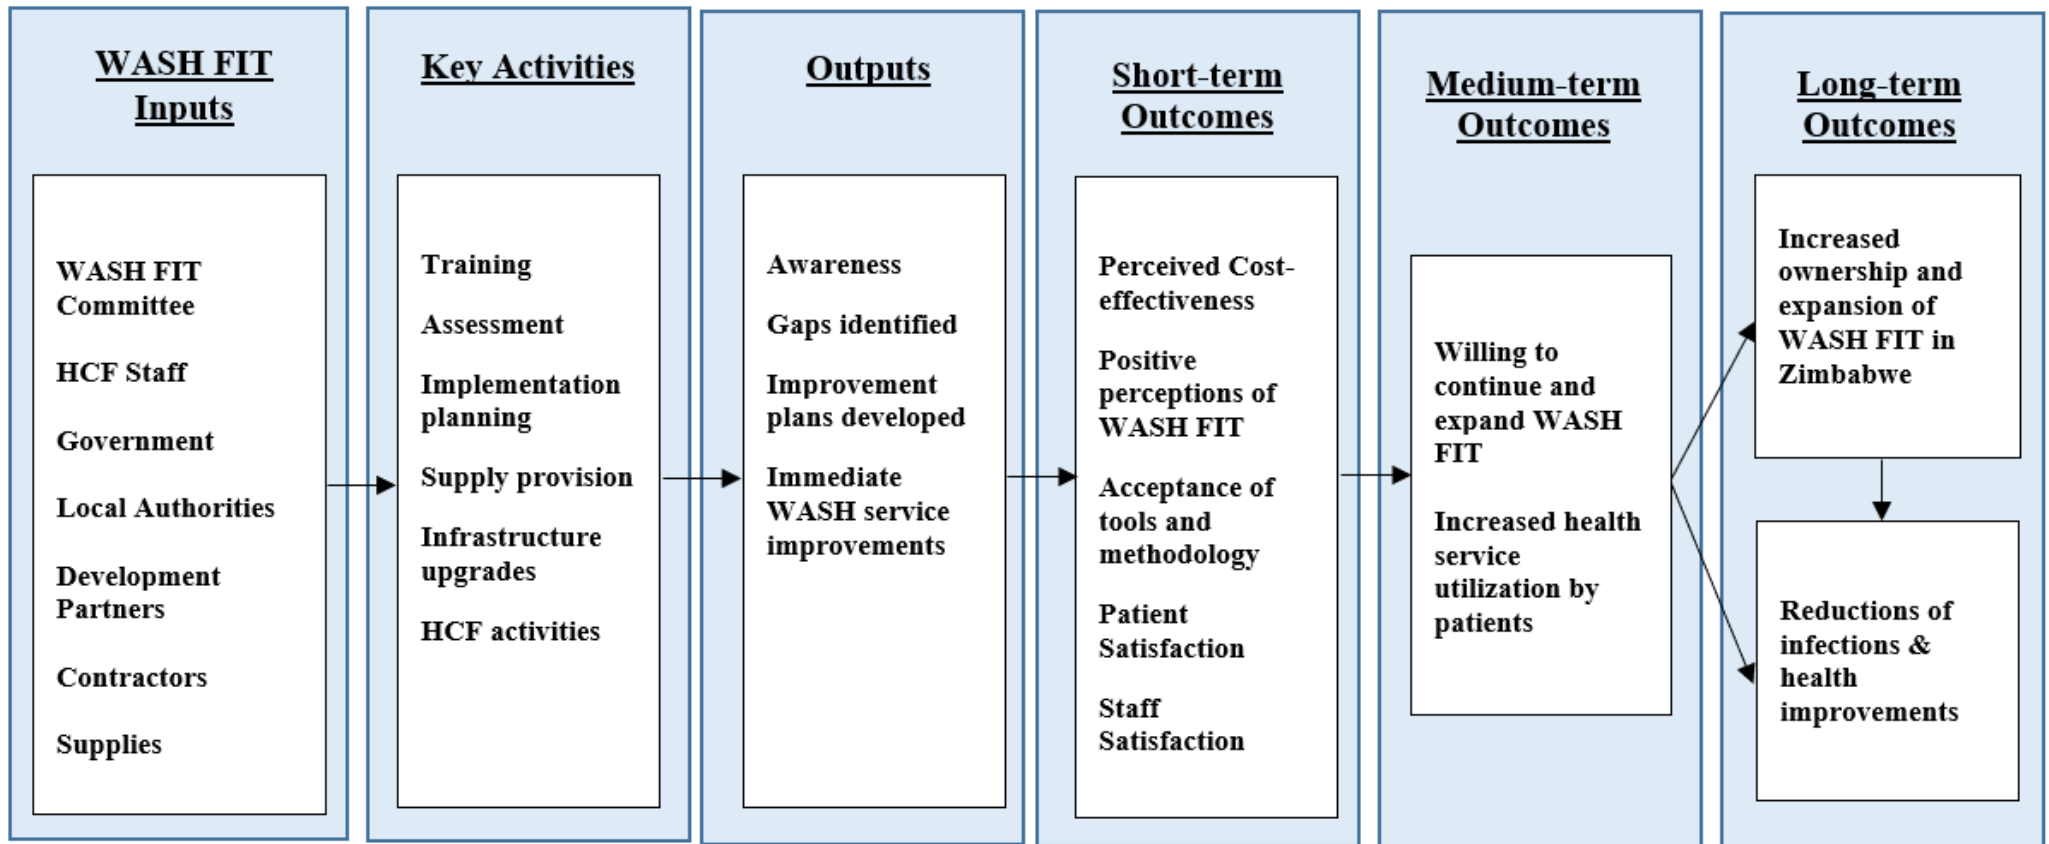 WASH FIT
Inputs
WASH FIT
Committee
HCF Staff
Government
Local Authorities
Development
Partners
Contractors
Supplies
Key Activities
Training
Assessment
Implementation
planning
Supply provision
Infrastructure
upgrades
HCF activities
Outputs
Awareness
Gaps identified
Improvement
plans developed
Immediate
WASH service
improvements
Short-term
Outcomes
Perceived Cost-
effectiveness
Positive
perceptions of
WASH FIT
Acceptance of
tools and
methodology
Patient
Satisfaction
Staff
Satisfaction
Medium-term
Outcomes
Willing to
continue and
expand WASH
FIT
Increased health
service
utilization by
patients
Long-term
Outcomes
Increased
ownership and
expansion of
WASH FIT in
Zimbabwe
Reductions of
infections &
health
improvements